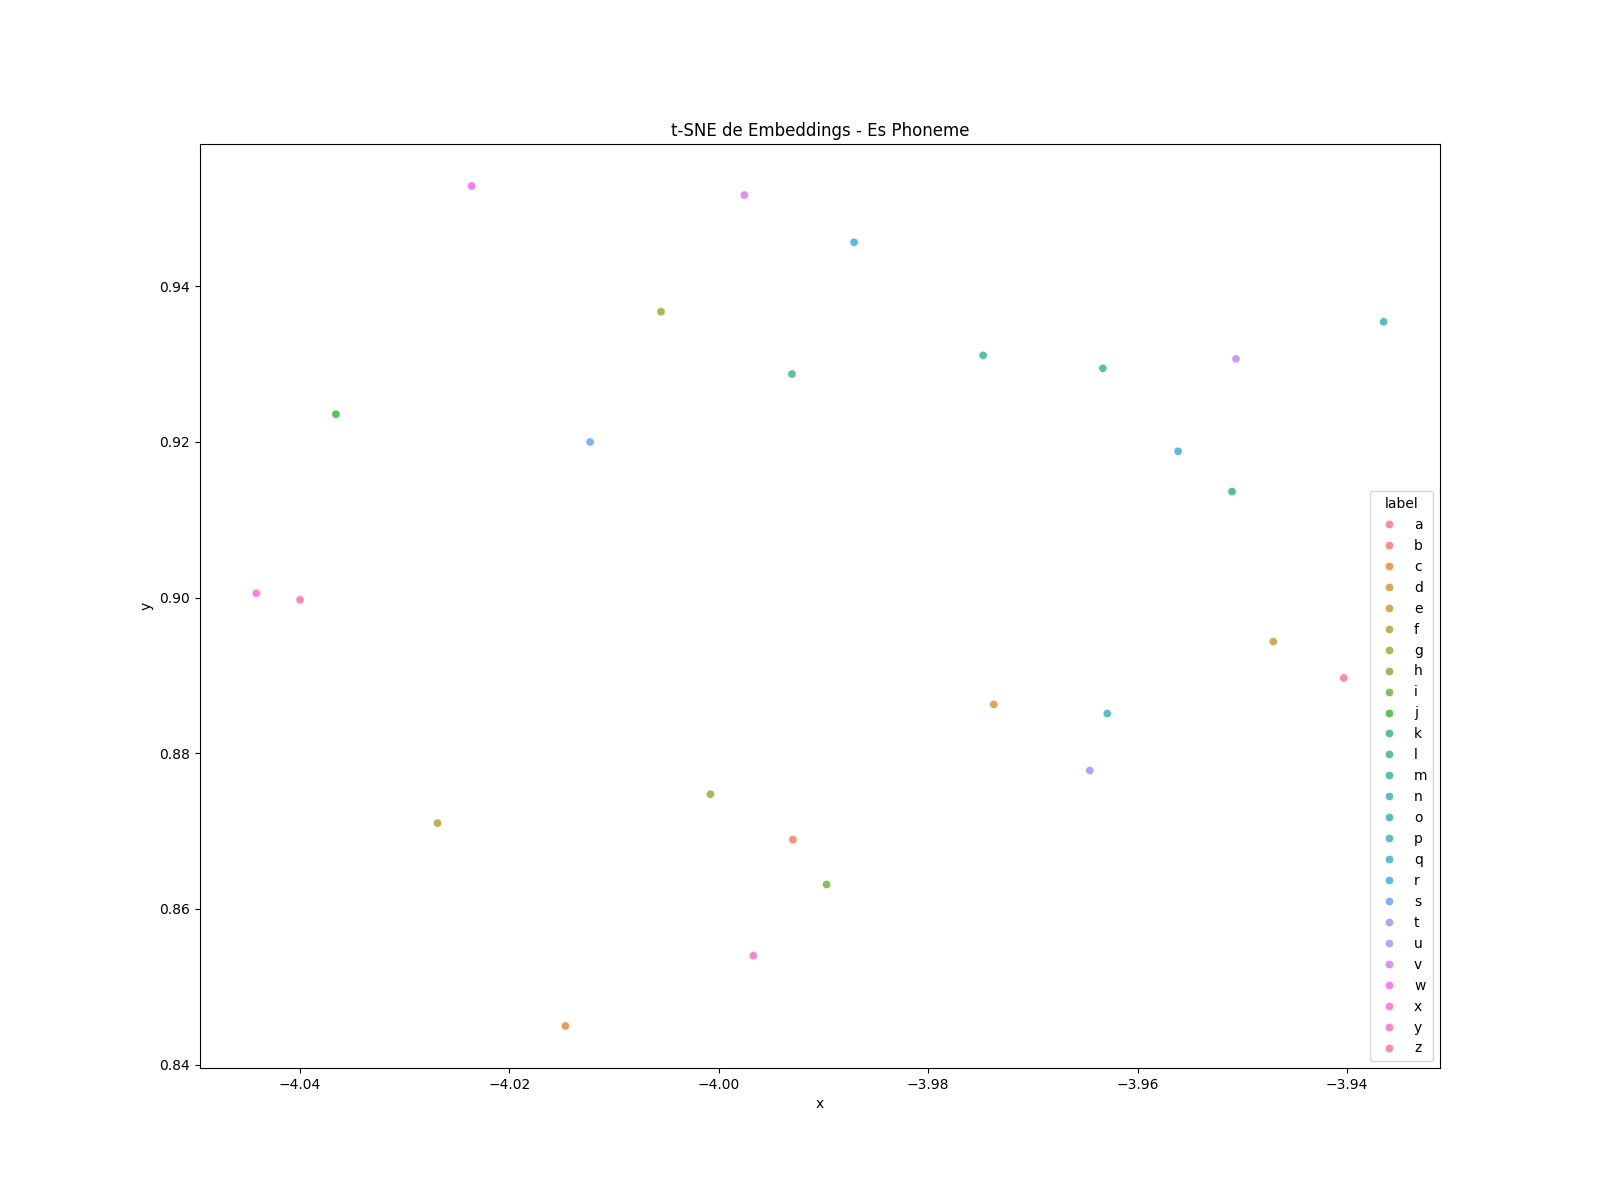 t-SNE de Embeddings - Es Phoneme
0.94
0.92
0.90
0.88
0.86
0.84
y
−4.04
−4.02
−4.00
−3.98
−3.96
−3.94
x
label
a
b
c
d
e
f
g
h
i
j
k
l
m
n
o
p
q
r
s
t
u
v
w
x
y
z